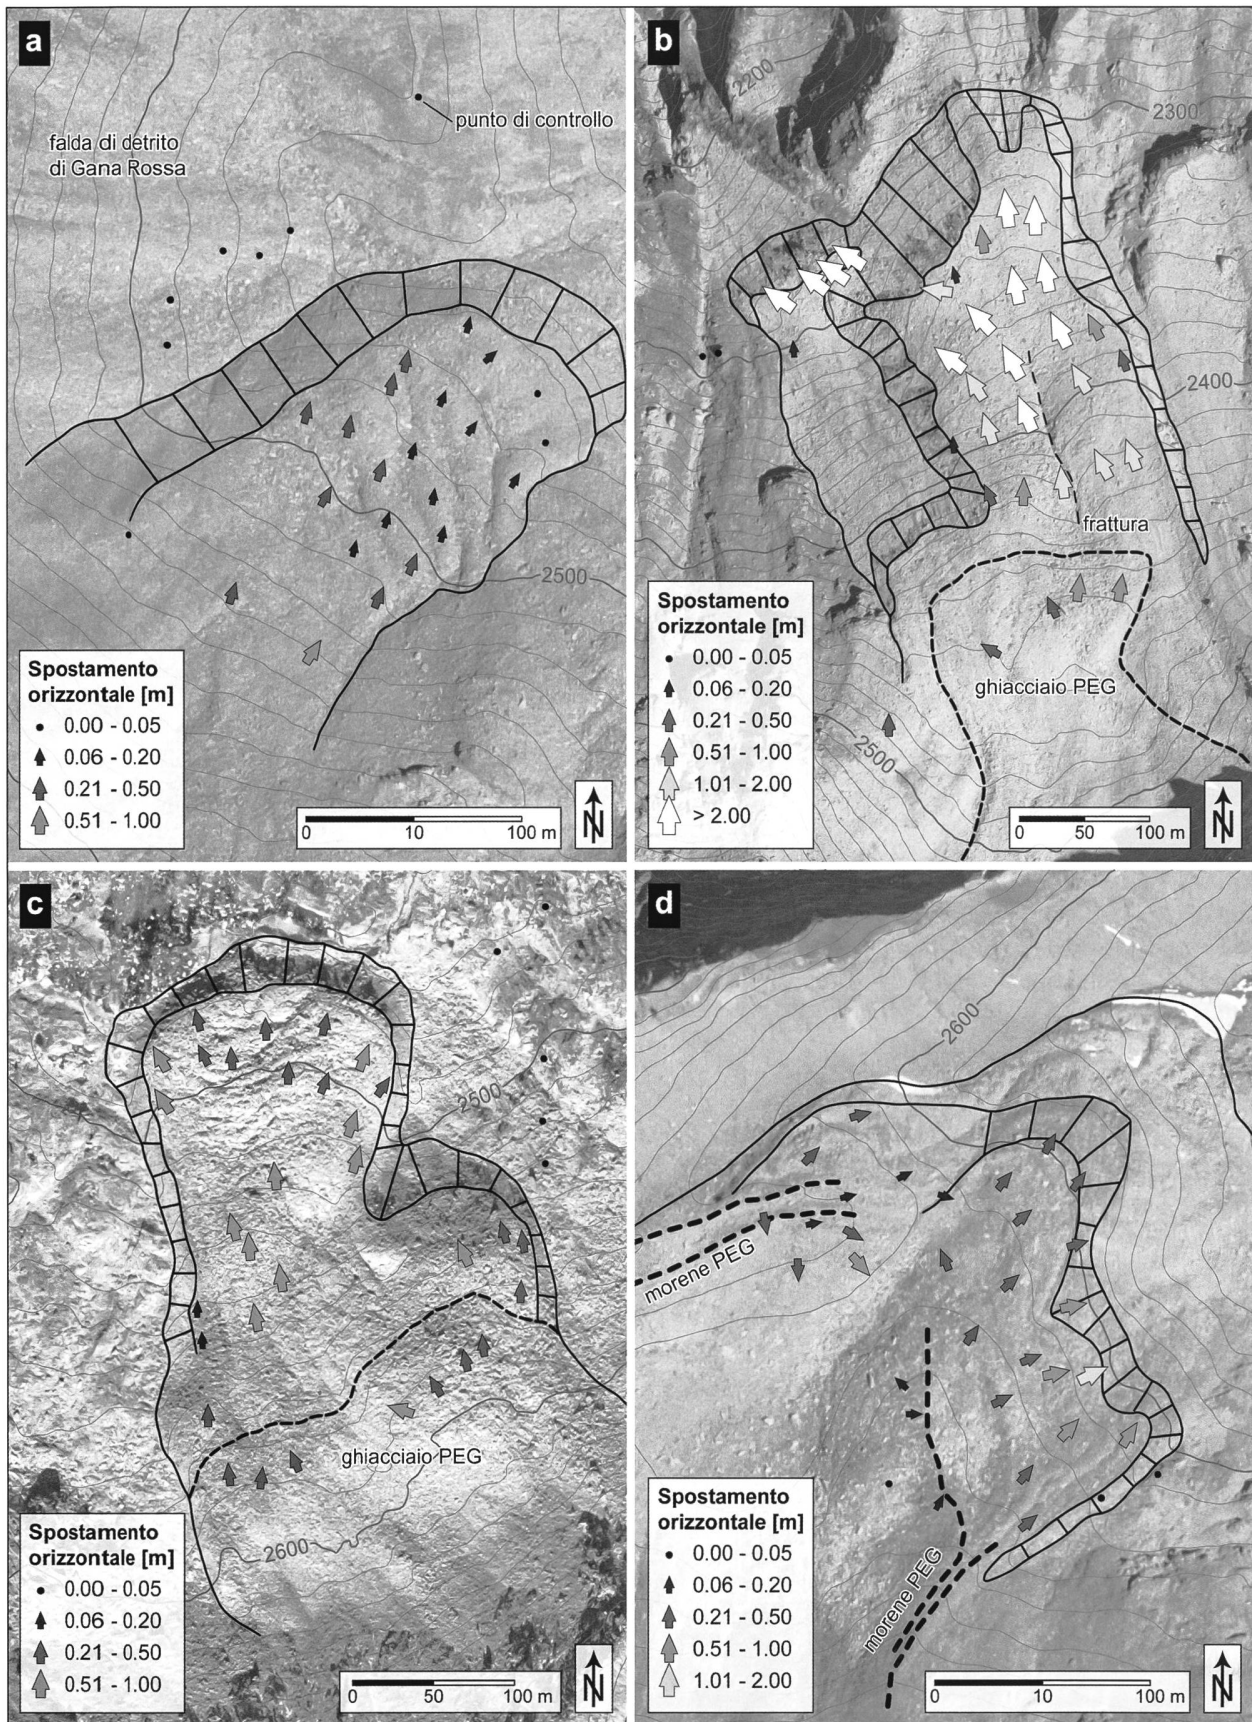 a
falda di detrito
di Gana Rossa
punto di controllo
2500
Spostamento
orizzontale [m]
0.00 - 0.05
0.06 - 0.20
0.21 - 0.50
0.51 - 1.00
0 10 100 m
N
b
2200
2300
2400
frattura
ghiacciaio PEG
2500
Spostamento
orizzontale [m]
0.00 - 0.05
0.06 - 0.20
0.21 - 0.50
0.51 - 1.00
1.01 - 2.00
> 2.00
0 50 100 m
N
c
2500
ghiacciaio PEG
2600
Spostamento
orizzontale [m]
0.00 - 0.05
0.06 - 0.20
0.21 - 0.50
0.51 - 1.00
0 50 100 m
N
d
2600
morene PEG
morene PEG
Spostamento
orizzontale [m]
0.00 - 0.05
0.06 - 0.20
0.21 - 0.50
0.51 - 1.00
1.01 - 2.00
0 10 100 m
N